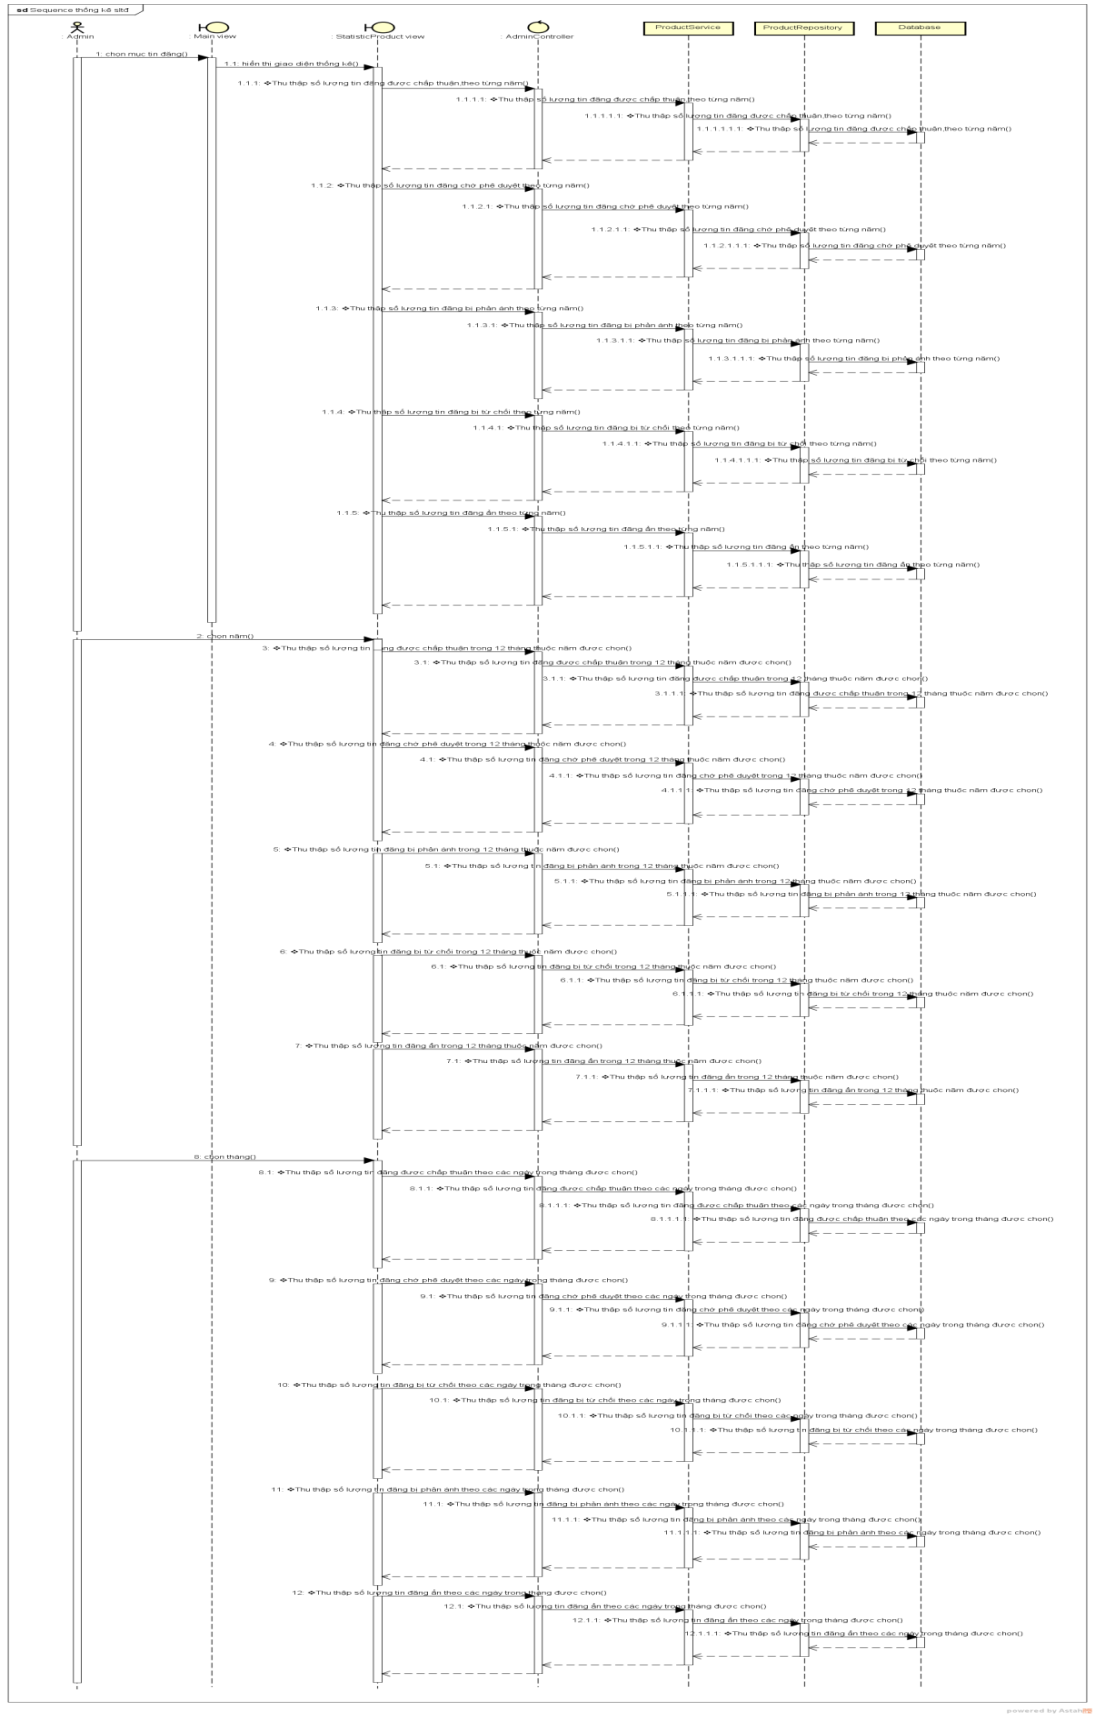 sd Sequence thống kê sltđ
: Admin
: Main view
: StatisticProduct view
: AdminController
ProductService
ProductRepository
Database
1: chọn mục tin đăng()
1.1: hiển thị giao diện thống kê()
1.1.1: ❖Thu thập số lượng tin đăng được chấp thuận,theo từng năm()
1.1.1.1: ❖Thu thập số lượng tin đăng được chấp thuận,theo từng năm()
1.1.1.1.1: ❖Thu thập số lượng tin đăng được chấp thuận,theo từng năm()
1.1.1.1.1.1: ❖Thu thập số lượng tin đăng được chấp thuận,theo từng năm()
1.1.2: ❖Thu thập số lượng tin đăng chờ phê duyệt theo từng năm()
1.1.2.1: ❖Thu thập số lượng tin đăng chờ phê duyệt theo từng năm()
1.1.2.1.1: ❖Thu thập số lượng tin đăng chờ phê duyệt theo từng năm()
1.1.2.1.1.1: ❖Thu thập số lượng tin đăng chờ phê duyệt theo từng năm()
1.1.3: ❖Thu thập số lượng tin đăng bị phản ánh theo từng năm()
1.1.3.1: ❖Thu thập số lượng tin đăng bị phản ánh theo từng năm()
1.1.3.1.1: ❖Thu thập số lượng tin đăng bị phản ánh theo từng năm()
1.1.3.1.1.1: ❖Thu thập số lượng tin đăng bị phản ánh theo từng năm()
1.1.4: ❖Thu thập số lượng tin đăng bị từ chối theo từng năm()
1.1.4.1: ❖Thu thập số lượng tin đăng bị từ chối theo từng năm()
1.1.4.1.1: ❖Thu thập số lượng tin đăng bị từ chối theo từng năm()
1.1.4.1.1.1: ❖Thu thập số lượng tin đăng bị từ chối theo từng năm()
1.1.5: ❖Thu thập số lượng tin đăng ẩn theo từng năm()
1.1.5.1: ❖Thu thập số lượng tin đăng ẩn theo từng năm()
1.1.5.1.1: ❖Thu thập số lượng tin đăng ẩn theo từng năm()
1.1.5.1.1.1: ❖Thu thập số lượng tin đăng ẩn theo từng năm()
2: chọn năm()
3: ❖Thu thập số lượng tin đăng được chấp thuận trong 12 tháng thuộc năm được chọn()
3.1: ❖Thu thập số lượng tin đăng được chấp thuận trong 12 tháng thuộc năm được chọn()
3.1.1: ❖Thu thập số lượng tin đăng được chấp thuận trong 12 tháng thuộc năm được chọn()
3.1.1.1: ❖Thu thập số lượng tin đăng được chấp thuận trong 12 tháng thuộc năm được chọn()
4: ❖Thu thập số lượng tin đăng chờ phê duyệt trong 12 tháng thuộc năm được chọn()
4.1: ❖Thu thập số lượng tin đăng chờ phê duyệt trong 12 tháng thuộc năm được chọn()
4.1.1: ❖Thu thập số lượng tin đăng chờ phê duyệt trong 12 tháng thuộc năm được chọn()
4.1.1.1: ❖Thu thập số lượng tin đăng chờ phê duyệt trong 12 tháng thuộc năm được chọn()
5: ❖Thu thập số lượng tin đăng bị phản ánh trong 12 tháng thuộc năm được chọn()
5.1: ❖Thu thập số lượng tin đăng bị phản ánh trong 12 tháng thuộc năm được chọn()
5.1.1: ❖Thu thập số lượng tin đăng bị phản ánh trong 12 tháng thuộc năm được chọn()
5.1.1.1: ❖Thu thập số lượng tin đăng bị phản ánh trong 12 tháng thuộc năm được chọn()
6: ❖Thu thập số lượng tin đăng bị từ chối trong 12 tháng thuộc năm được chọn()
6.1: ❖Thu thập số lượng tin đăng bị từ chối trong 12 tháng thuộc năm được chọn()
6.1.1: ❖Thu thập số lượng tin đăng bị từ chối trong 12 tháng thuộc năm được chọn()
6.1.1.1: ❖Thu thập số lượng tin đăng bị từ chối trong 12 tháng thuộc năm được chọn()
7: ❖Thu thập số lượng tin đăng ẩn trong 12 tháng thuộc năm được chọn()
7.1: ❖Thu thập số lượng tin đăng ẩn trong 12 tháng thuộc năm được chọn()
7.1.1: ❖Thu thập số lượng tin đăng ẩn trong 12 tháng thuộc năm được chọn()
7.1.1.1: ❖Thu thập số lượng tin đăng ẩn trong 12 tháng thuộc năm được chọn()
8: chọn tháng()
8.1: ❖Thu thập số lượng tin đăng được chấp thuận theo các ngày trong tháng được chọn()
8.1.1: ❖Thu thập số lượng tin đăng được chấp thuận theo các ngày trong tháng được chọn()
8.1.1.1: ❖Thu thập số lượng tin đăng được chấp thuận theo các ngày trong tháng được chọn()
8.1.1.1.1: ❖Thu thập số lượng tin đăng được chấp thuận theo các ngày trong tháng được chọn()
9: ❖Thu thập số lượng tin đăng chờ phê duyệt theo các ngày trong tháng được chọn()
9.1: ❖Thu thập số lượng tin đăng chờ phê duyệt theo các ngày trong tháng được chọn()
9.1.1: ❖Thu thập số lượng tin đăng chờ phê duyệt theo các ngày trong tháng được chọn()
9.1.1.1: ❖Thu thập số lượng tin đăng chờ phê duyệt theo các ngày trong tháng được chọn()
10: ❖Thu thập số lượng tin đăng bị từ chối theo các ngày trong tháng được chọn()
10.1: ❖Thu thập số lượng tin đăng bị từ chối theo các ngày trong tháng được chọn()
10.1.1: ❖Thu thập số lượng tin đăng bị từ chối theo các ngày trong tháng được chọn()
10.1.1.1: ❖Thu thập số lượng tin đăng bị từ chối theo các ngày trong tháng được chọn()
11: ❖Thu thập số lượng tin đăng bị phản ánh theo các ngày trong tháng được chọn()
11.1: ❖Thu thập số lượng tin đăng bị phản ánh theo các ngày trong tháng được chọn()
11.1.1: ❖Thu thập số lượng tin đăng bị phản ánh theo các ngày trong tháng được chọn()
11.1.1.1: ❖Thu thập số lượng tin đăng bị phản ánh theo các ngày trong tháng được chọn()
12: ❖Thu thập số lượng tin đăng ẩn theo các ngày trong tháng được chọn()
12.1: ❖Thu thập số lượng tin đăng ẩn theo các ngày trong tháng được chọn()
12.1.1: ❖Thu thập số lượng tin đăng ẩn theo các ngày trong tháng được chọn()
12.1.1.1: ❖Thu thập số lượng tin đăng ẩn theo các ngày trong tháng được chọn()
powered by Astah